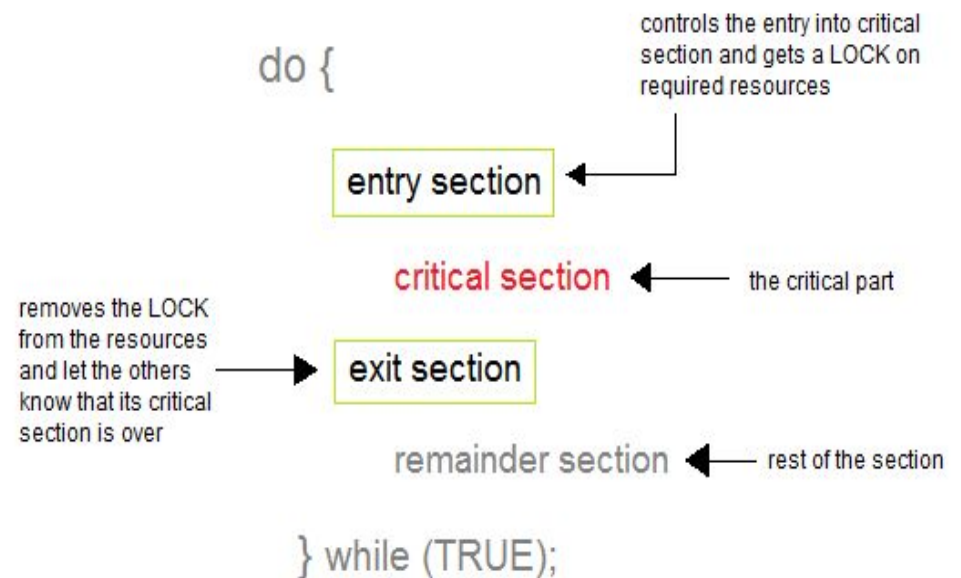 controls the entry into critical
section and gets a LOCK on
required resources
do {
entry section
critical section
the critical part
removes the LOCK
from the resources
and let the others
know that its critical
section is over
exit section
remainder section
rest of the section
} while (TRUE);